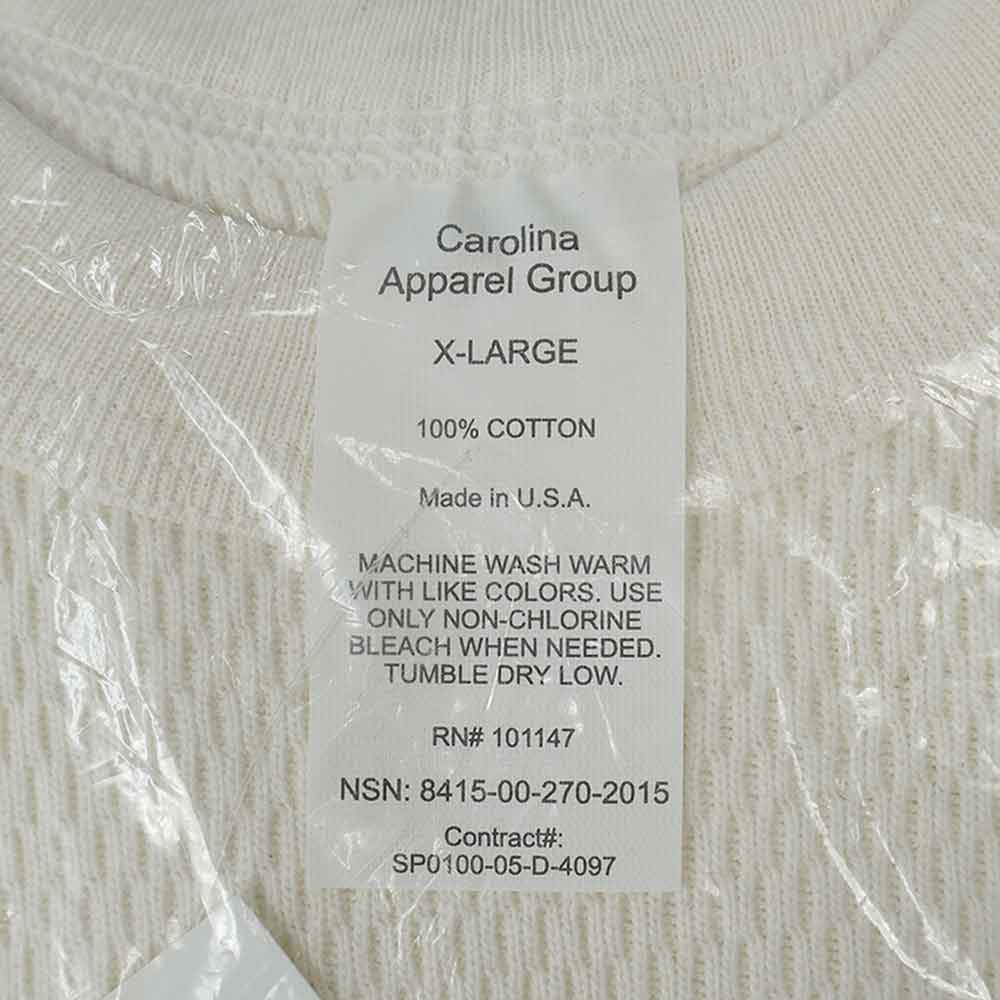 Carolina
Apparel Group
X-LARGE
100% COTTON
Made in U.S.A.
MACHINE WASH WARM
WITH LIKE COLORS. USE
ONLY NON-CHLORINE
BLEACH WHEN NEEDED.
TUMBLE DRY LOW.
RN# 101147
NSN: 8415-00-270-2015
Contract#:
SP0100-05-D-4097